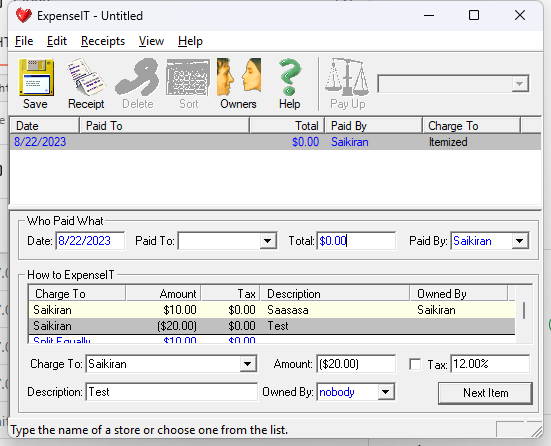 ExpenseIT - Untitled
File Edit Receipts View Help
Save Receipt Delete Sort Owners Help Pay Up
Date Paid To Total Paid By Charge To
8/22/2023 $0.00 Saikiran Itemized
Who Paid What
Date: 8/22/2023 Paid To: Total: $0.00 Paid By: Saikiran
How to ExpenseIT
Charge To Amount Tax Description Owned By
Saikiran $10.00 $0.00 Saasasa Saikiran
Saikiran ($20.00) $0.00 Test
Split Equally $10.00 $0.00
Charge To: Saikiran Amount: ($20.00) Tax: 12.00%
Description: Test Owned By: nobody Next Item
Type the name of a store or choose one from the list.